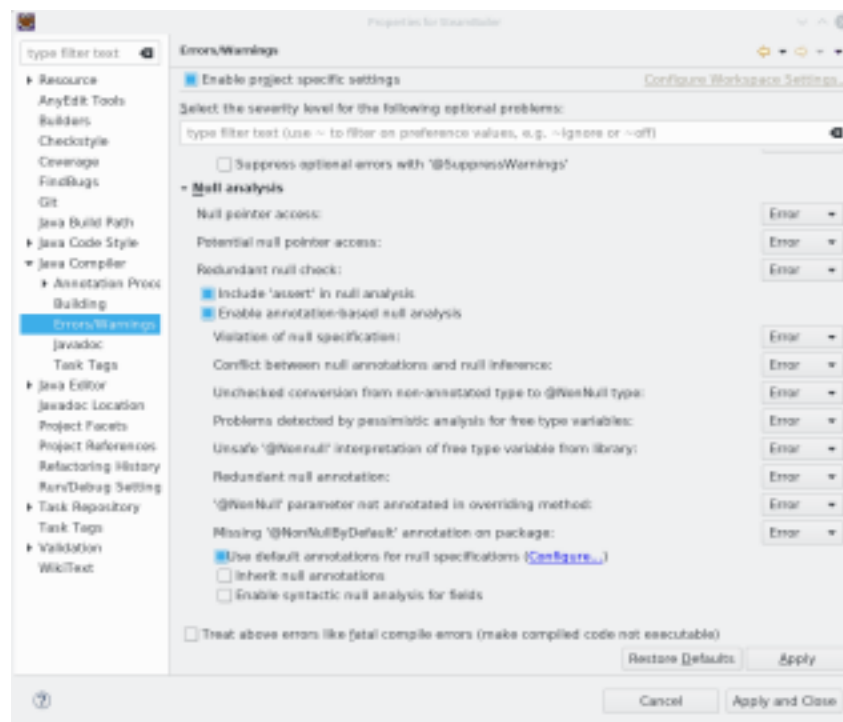 Properties for
type filter text
Resource
AnyEdit Tools
Builders
Checkstyle
Coverage
FindBugs
Git
Java Build Path
Java Code Style
Java Compiler
Annotation Proce
Building
Errors/Warnings
Javadoc
Task Tags
Java Editor
Javadoc Location
Project Facets
Project References
Refactoring History
Run/Debug Setting
Task Repository
Task Tags
Validation
WikiText
Errors/Warnings
Enable project specific settings
Configure Workspace Settings...
Select the severity level for the following optional problems:
type filter text (use ~ to filter on preference values, e.g. ~ignore or ~off)
Suppress optional errors with '@SuppressWarnings'
Null analysis
Null pointer access: Error
Potential null pointer access: Error
Redundant null check: Error
Include 'assert' in null analysis
Enable annotation-based null analysis
Violation of null specification: Error
Conflict between null annotations and null inference: Error
Unchecked conversion from non-annotated type to @NonNull type: Error
Problems detected by pessimistic analysis for free type variables: Error
Unsafe '@Nonnull' interpretation of free type variable from library: Error
Redundant null annotation: Error
'@NonNull' parameter not annotated in overriding method: Error
Missing '@NonNullByDefault' annotation on package: Error
Use default annotations for null specifications (Configure...)
Inherit null annotations
Enable syntactic null analysis for fields
Treat above errors like fatal compile errors (make compiled code not executable)
Restore Defaults Apply
Cancel Apply and Close